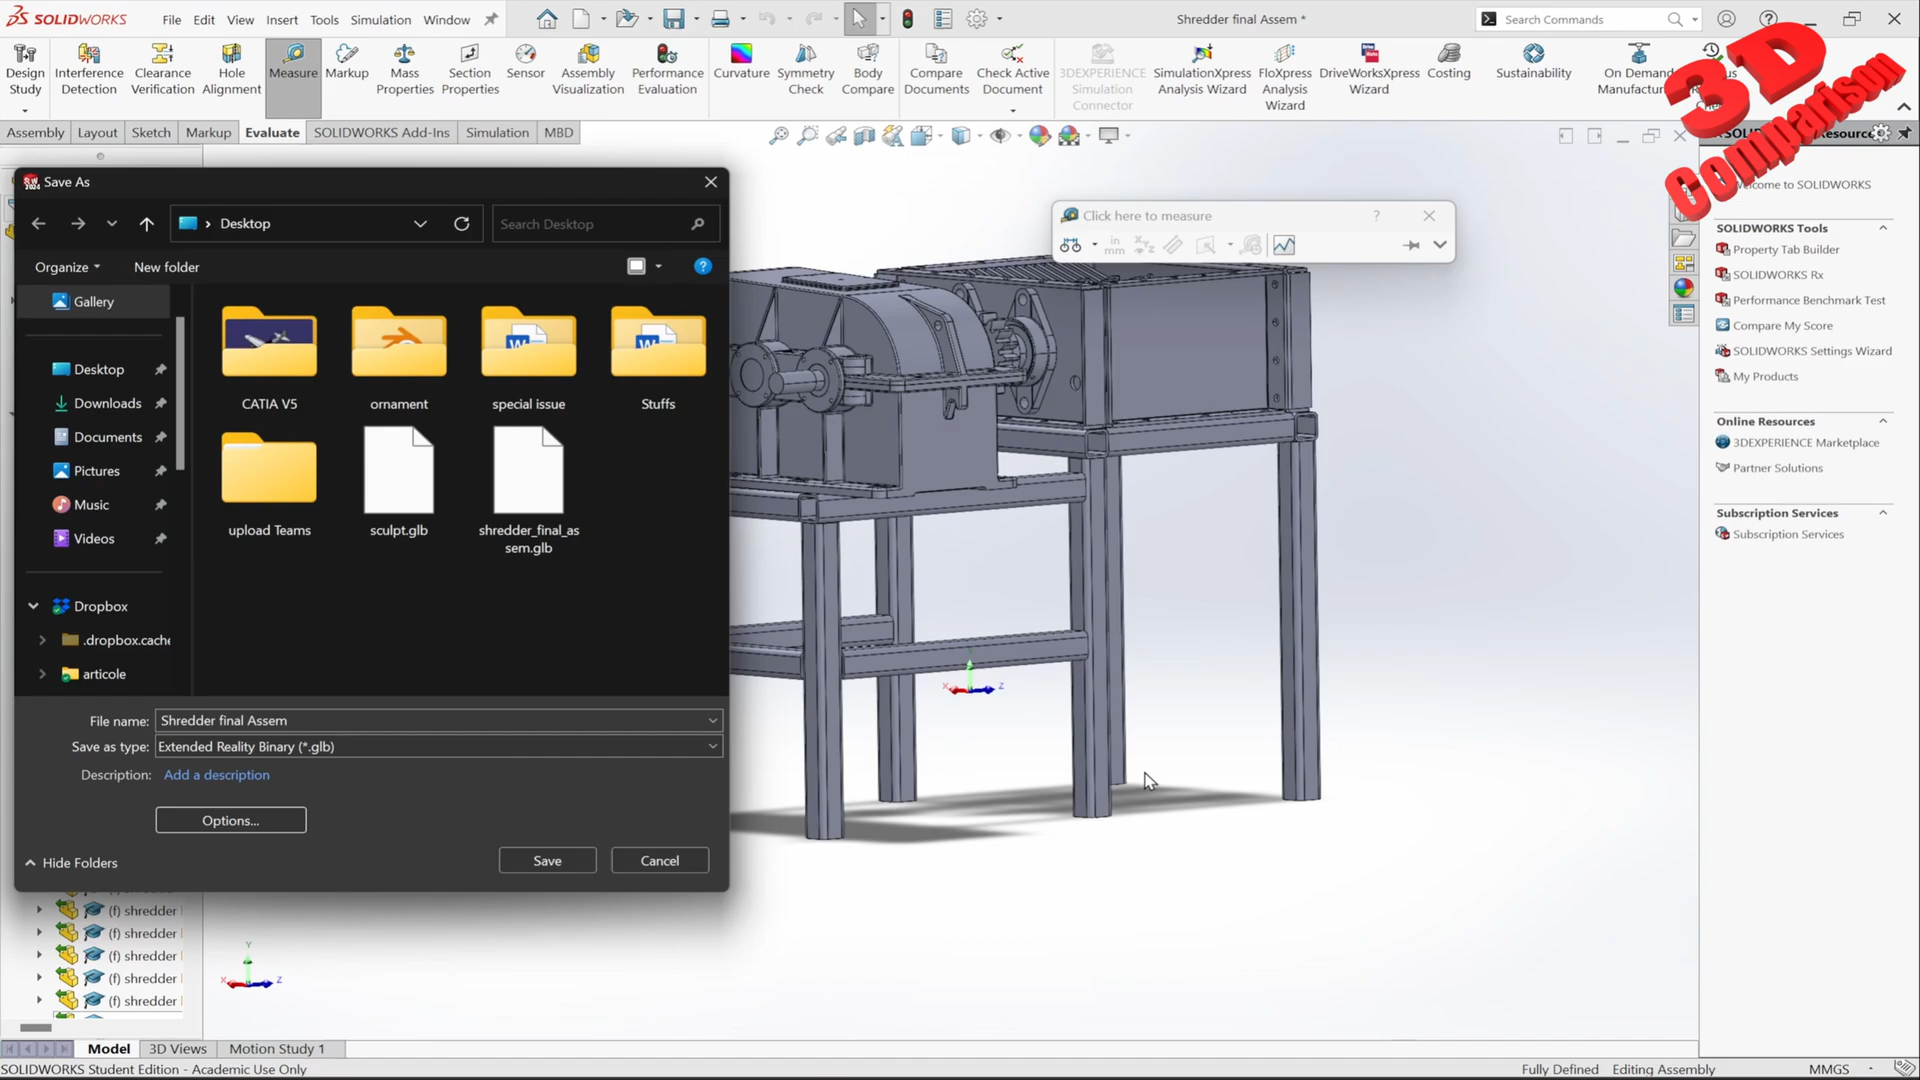 SOLIDWORKS
File Edit View Insert Tools Simulation Window
Shredder final Assem *
Search Commands
Design Study
Interference Detection
Clearance Verification
Hole Alignment
Measure
Markup
Mass Properties
Section Properties
Sensor
Assembly Visualization
Performance Evaluation
Curvature
Symmetry Check
Body Compare
Compare Documents
Check Active Document
3DEXPERIENCE Simulation Connector
SimulationXpress Analysis Wizard
FloXpress Analysis Wizard
DriveWorksXpress Wizard
Costing
Sustainability
On Demand
3D
Comparison
Assembly Layout Sketch Markup Evaluate SOLIDWORKS Add-Ins Simulation MBD
Save As
Desktop
Search Desktop
Organize
New folder
Gallery
Desktop
Downloads
Documents
Pictures
Music
Videos
Dropbox
.dropbox.cache
articole
CATIA V5
ornament
special issue
Stuffs
upload Teams
sculpt.glb
shredder_final_as
sem.glb
File name: Shredder final Assem
Save as type: Extended Reality Binary (*.glb)
Description: Add a description
Options...
Hide Folders
Save
Cancel
Click here to measure
?
in
mm
Welcome to SOLIDWORKS
SOLIDWORKS Tools
Property Tab Builder
SOLIDWORKS Rx
Performance Benchmark Test
Compare My Score
SOLIDWORKS Settings Wizard
My Products
Online Resources
3DEXPERIENCE Marketplace
Partner Solutions
Subscription Services
Subscription Services
X Z
(f) shredder
(f) shredder
(f) shredder
(f) shredder
(f) shredder
Y
X Z
Model 3D Views Motion Study 1
SOLIDWORKS Student Edition - Academic Use Only
Fully Defined Editing Assembly MMGS